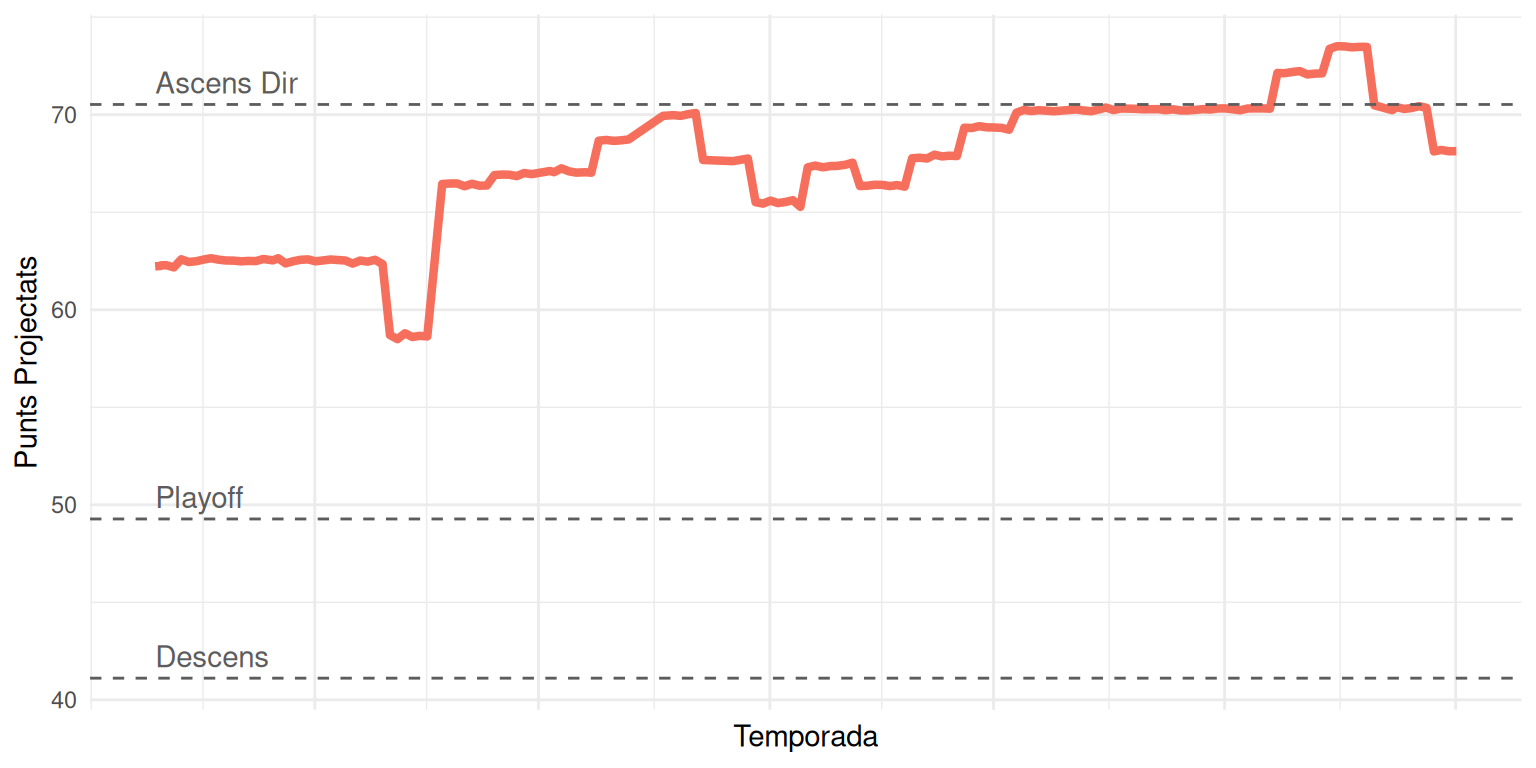 Ascens Dir
70
60
Playoff
50
Descens
40
Punts Projectats
Temporada